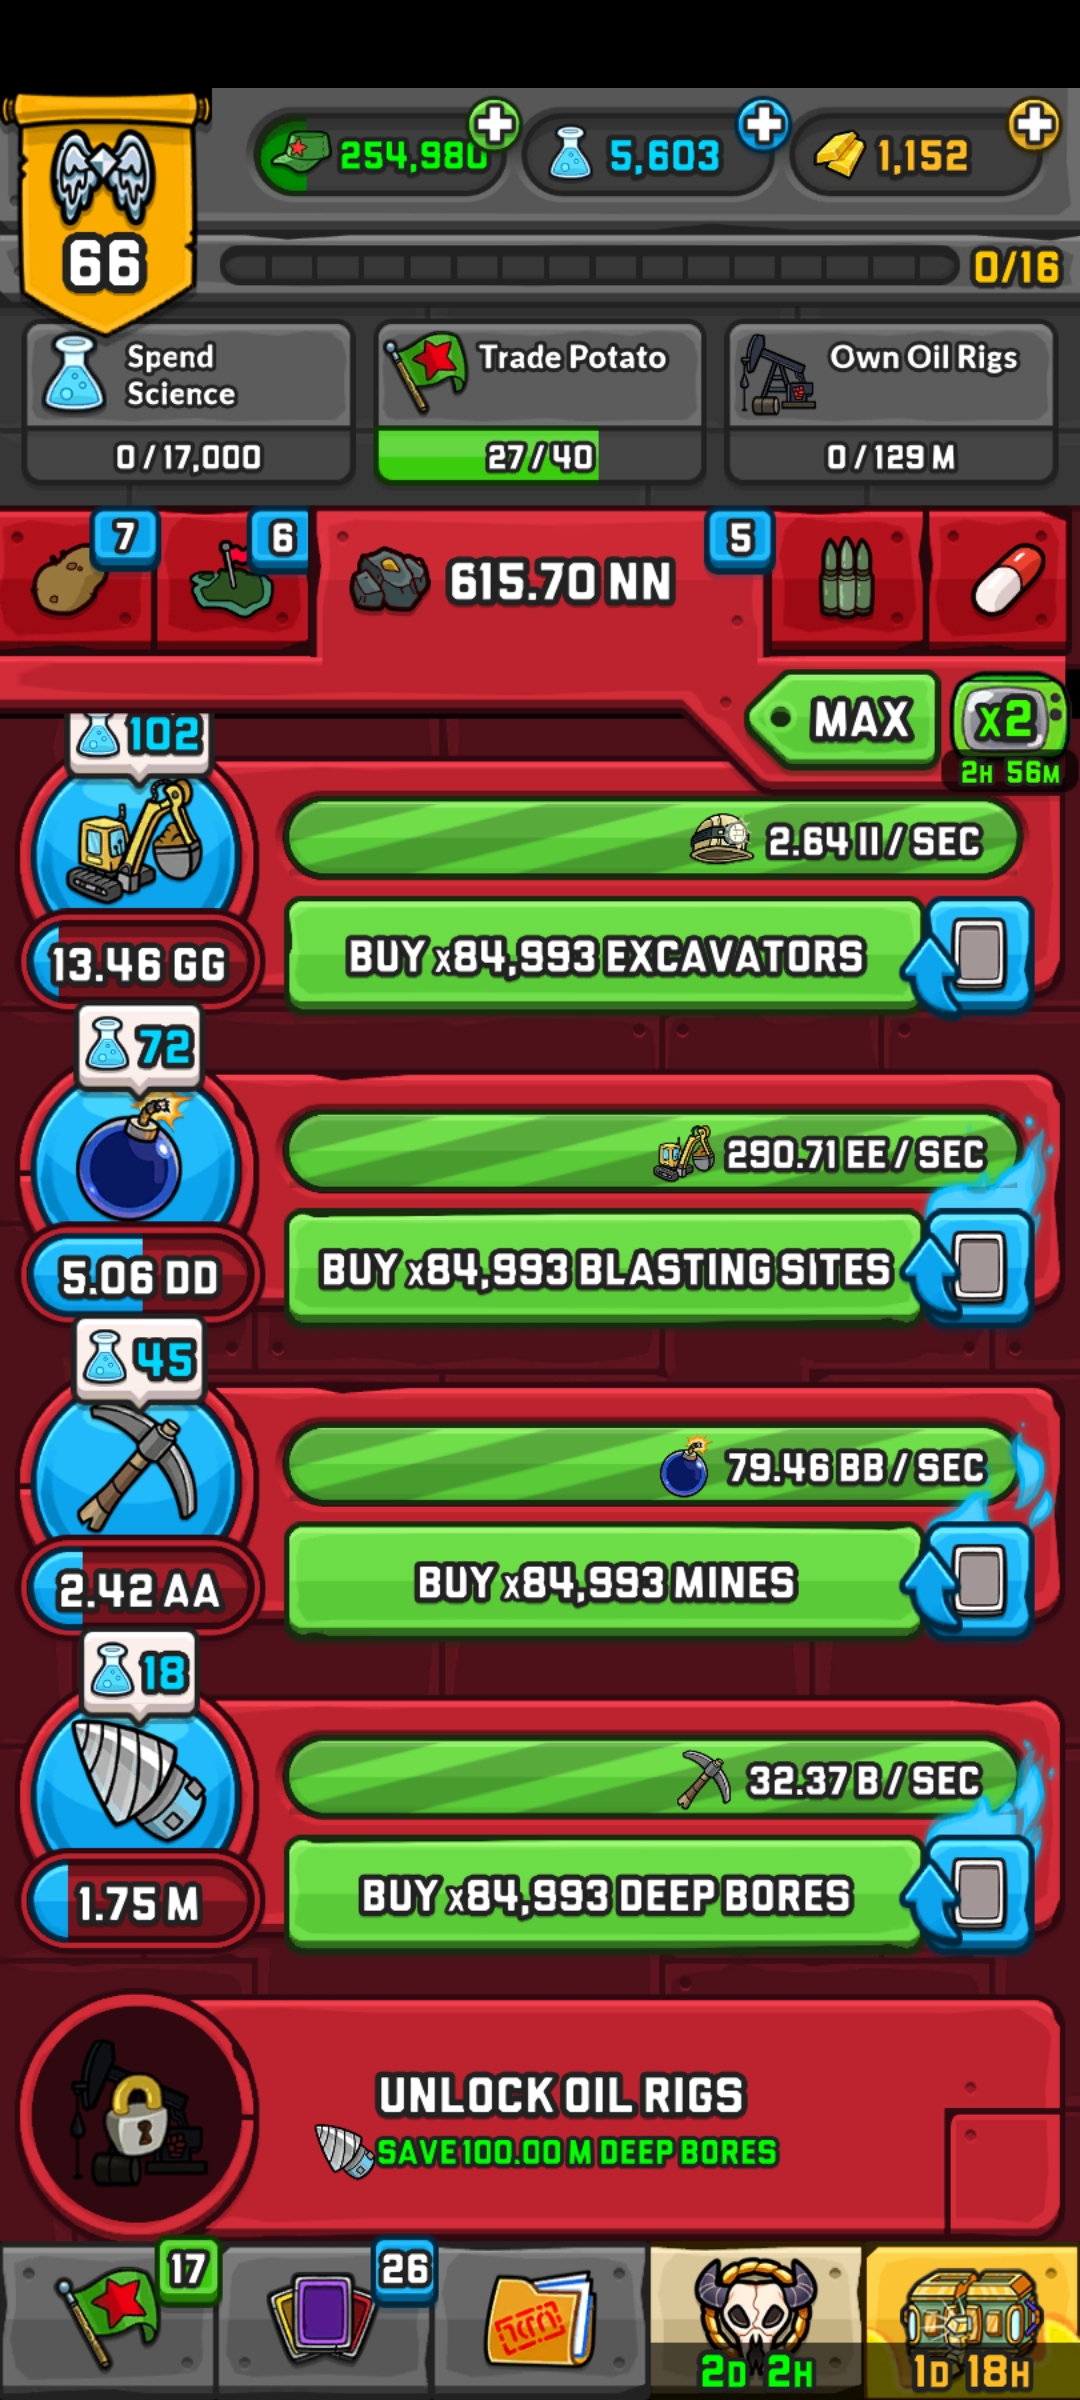 254,980
5,603
1,152
66
0/16
Spend
Science
0/17,000
Trade Potato
27/40
Own Oil Rigs
0/129 M
7
6
615.70 NN
5
MAX
X2
2H 56M
102
2.64 II/SEC
13.46 GG
BUY x84,993 EXCAVATORS
72
290.71 EE/SEC
5.06 DD
BUY x84,993 BLASTING SITES
45
79.46 BB/SEC
2.42 AA
BUY x84,993 MINES
18
32.37 B/SEC
1.75 M
BUY x84,993 DEEP BORES
UNLOCK OIL RIGS
SAVE 100.00 M DEEP BORES
17
26
2D 2H
1D 18H